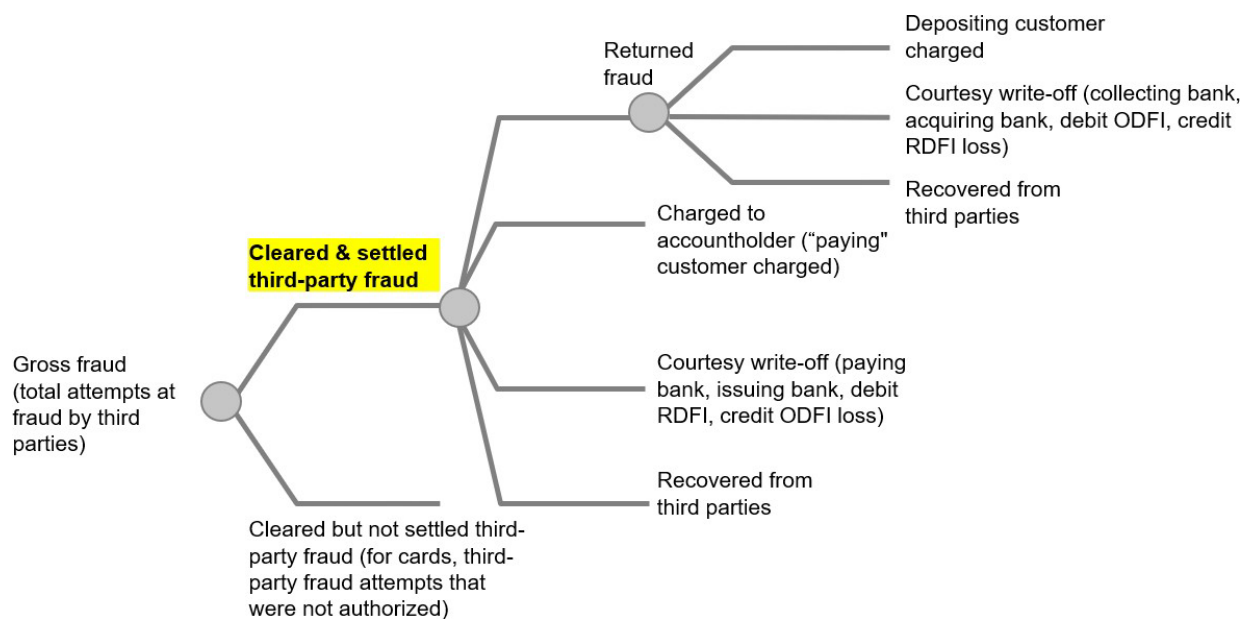 Depositing customer
charged
Returned
fraud
Courtesy write-off (collecting bank,
acquiring bank, debit ODFI, credit
RDFI loss)
Recovered from
third parties
Charged to
accountholder (“paying"
customer charged)
Cleared & settled
third-party fraud
Gross fraud
(total attempts at
fraud by third
parties)
Courtesy write-off (paying
bank, issuing bank, debit
RDFI, credit ODFI loss)
Recovered from
third parties
Cleared but not settled third-
party fraud (for cards, third-
party fraud attempts that
were not authorized)